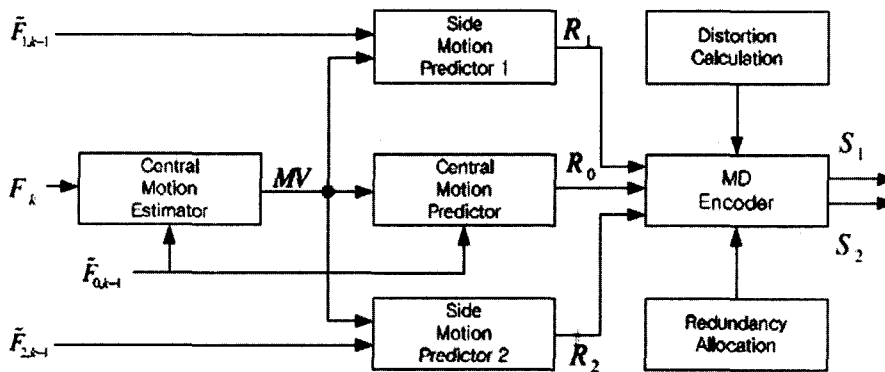 F̃1,k-1
Side
Motion
Predictor 1
R1
Distortion
Calculation
Fk
Central
Motion
Estimator
MV
Central
Motion
Predictor
R0
MD
Encoder
S1
S2
F̃0,k-1
F̃2,k-1
Side
Motion
Predictor 2
R2
Redundancy
Allocation